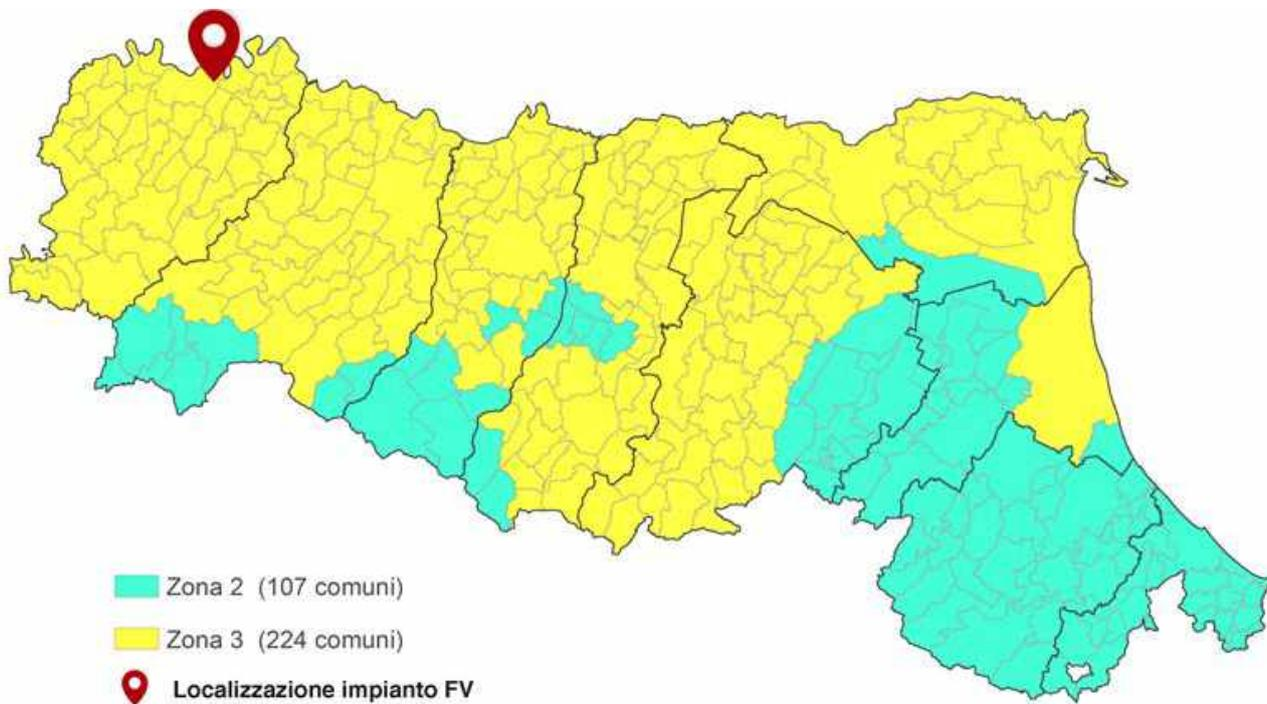 Zona 2 (107 comuni)
Zona 3 (224 comuni)
Localizzazione impianto FV